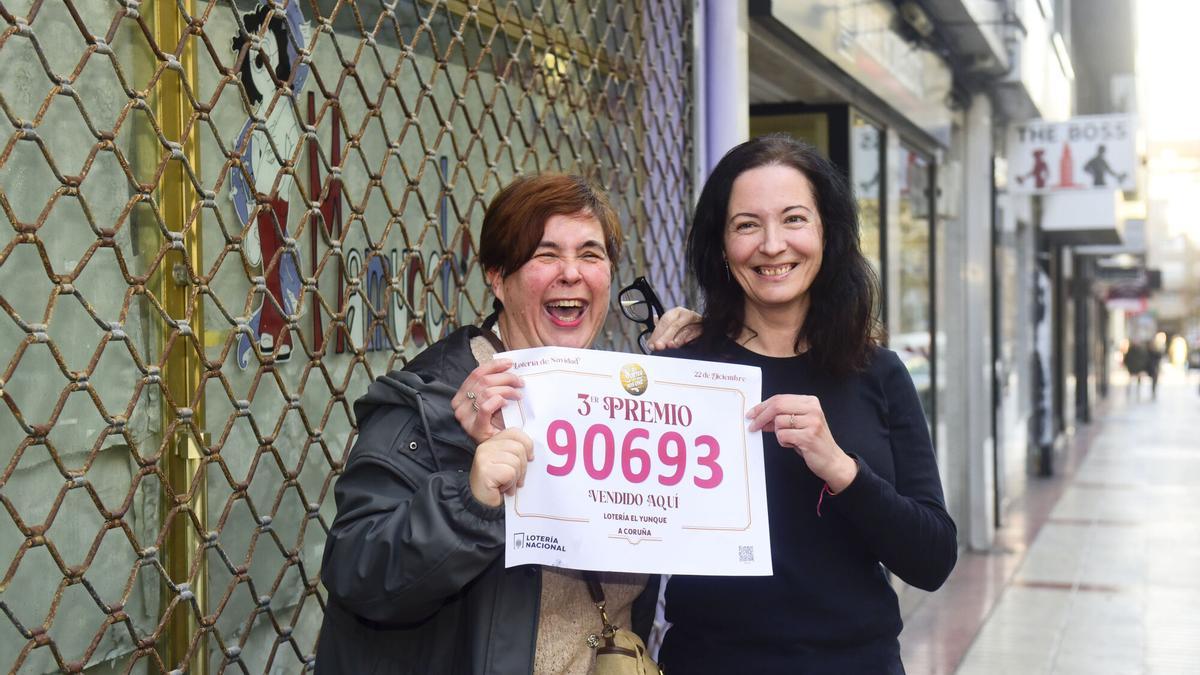 THE BOSS
Lotería de Navidad
22 de Diciembre
3ER PREMIO
90693
VENDIDO AQUÍ
LOTERÍA EL YUNQUE
A CORUÑA
LOTERÍA
NACIONAL